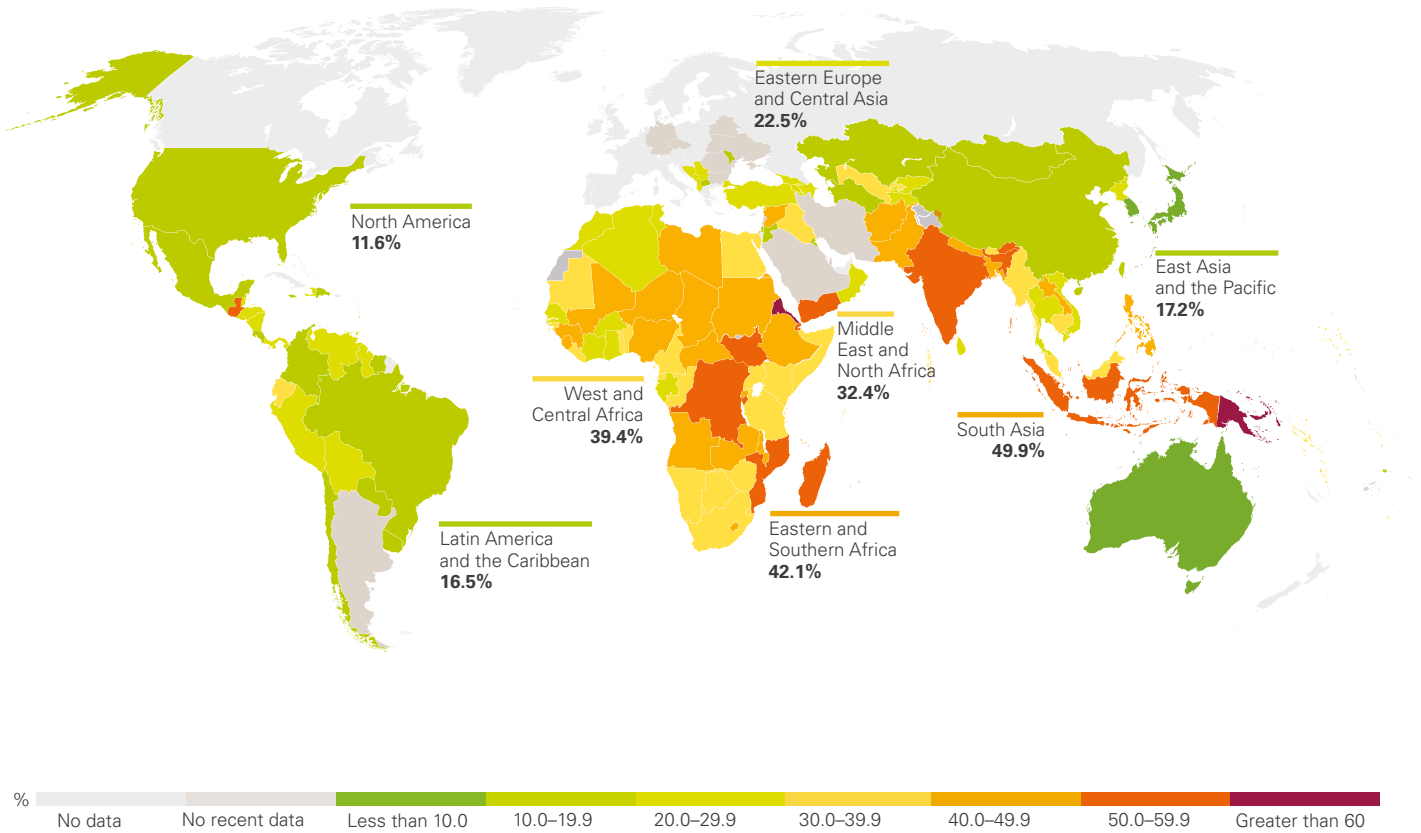 Eastern Europe
and Central Asia
22.5%
North America
11.6%
East Asia
and the Pacific
17.2%
Middle
East and
North Africa
32.4%
West and
Central Africa
39.4%
South Asia
49.9%
Eastern and
Southern Africa
42.1%
Latin America
and the Caribbean
16.5%
%
No data
No recent data
Less than 10.0
10.0–19.9
20.0–29.9
30.0–39.9
40.0–49.9
50.0–59.9
Greater than 60